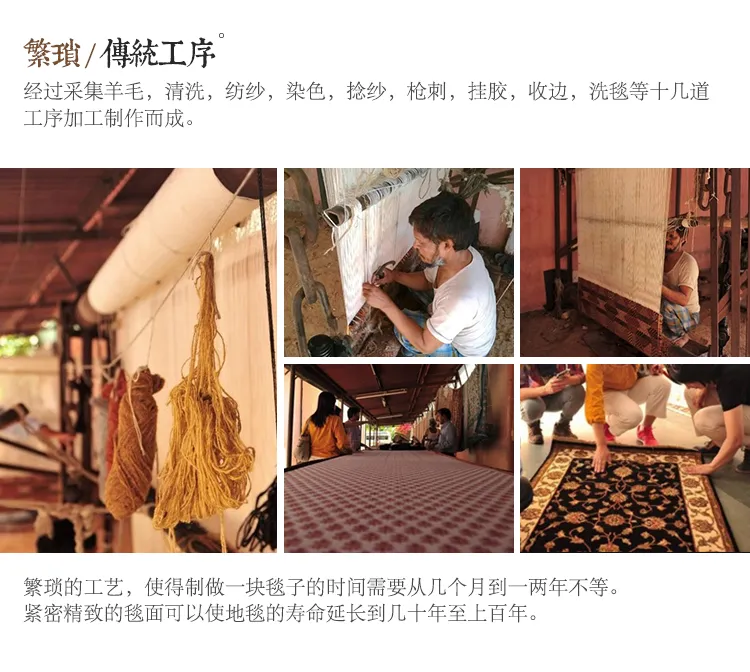 繁瑣/傳統工序。
经过采集羊毛，清洗，纺纱，染色，捻纱，枪刺，挂胶，收边，洗毯等十几道
工序加工制作而成。
繁琐的工艺，使得制做一块毯子的时间需要从几个月到一两年不等。
紧密精致的毯面可以使地毯的寿命延长到几十年至上百年。